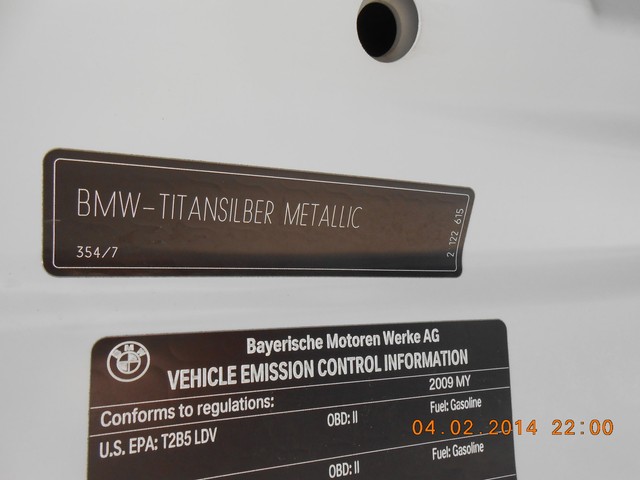 BMW-TITANSILBER METALLIC
354/7
2 122 615
BMW
Bayerische Motoren Werke AG
VEHICLE EMISSION CONTROL INFORMATION
2009 MY
Conforms to regulations:
Fuel: Gasoline
U.S. EPA: T2B5 LDV
OBD: II
Fuel: Gasoline
OBD: II
04.02.2014 22:00